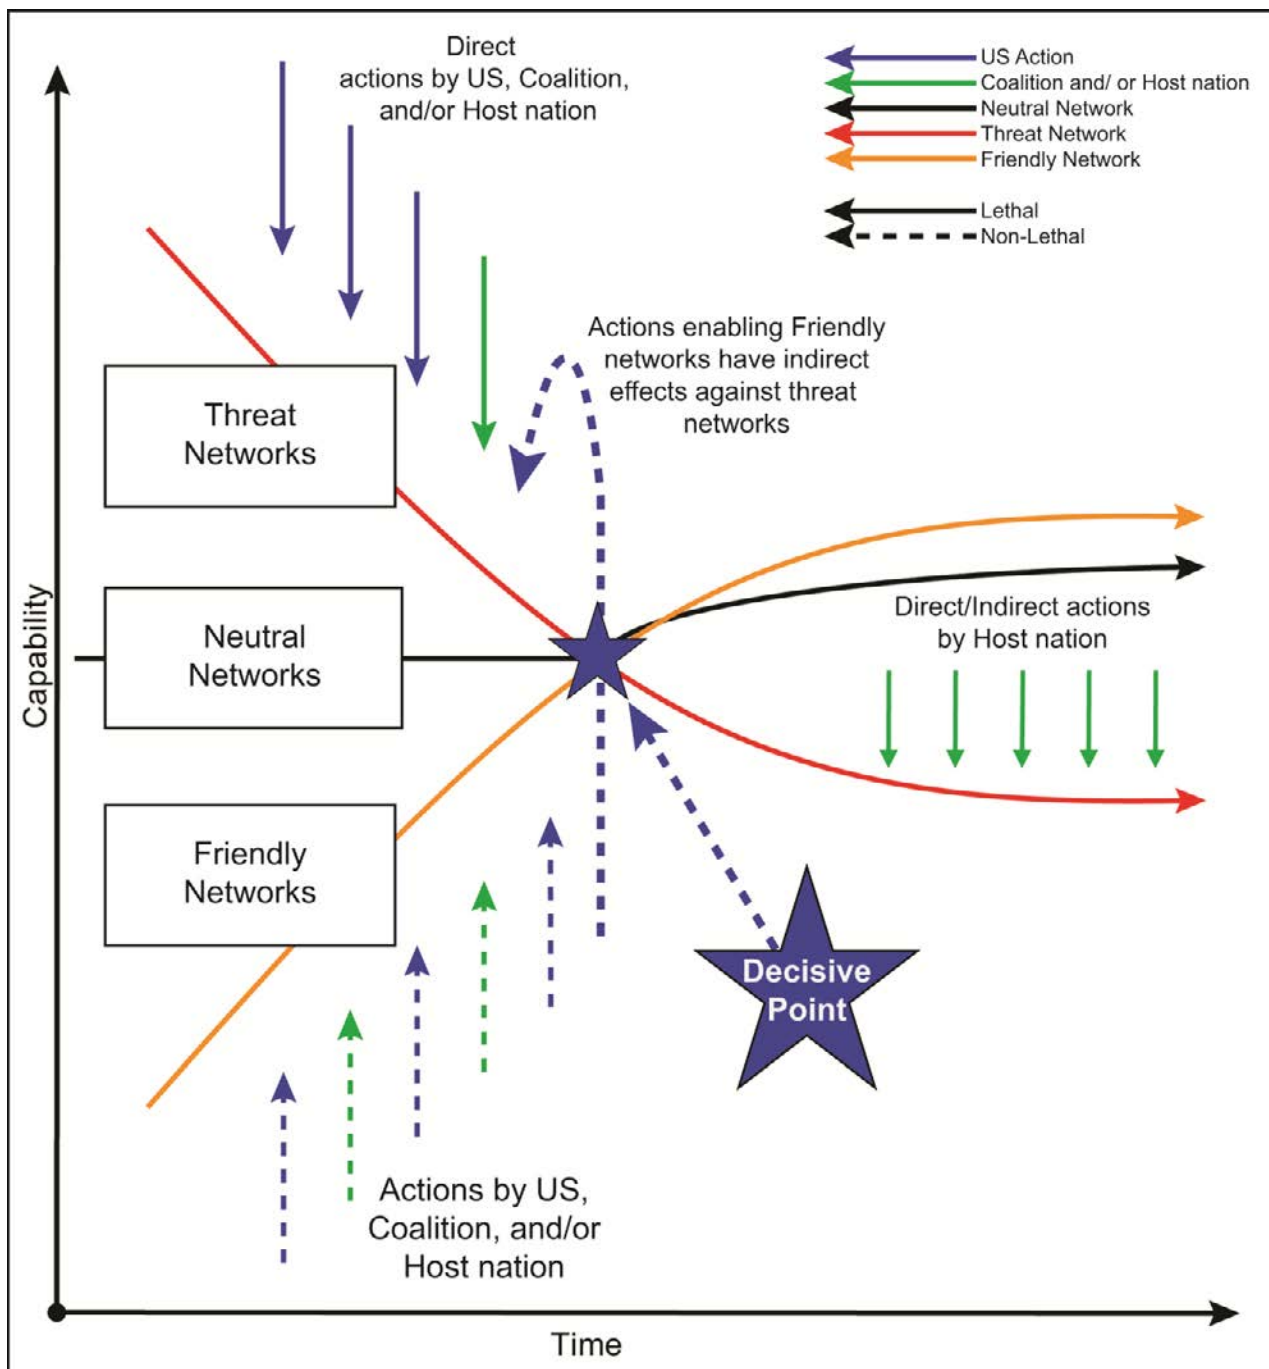 Direct
actions by US, Coalition,
and/or Host nation
US Action
Coalition and/ or Host nation
Neutral Network
Threat Network
Friendly Network
Lethal
Non-Lethal
Actions enabling Friendly
networks have indirect
effects against threat
networks
Threat
Networks
Neutral
Networks
Friendly
Networks
Capability
Direct/Indirect actions
by Host nation
Decisive
Point
Actions by US,
Coalition, and/or
Host nation
Time